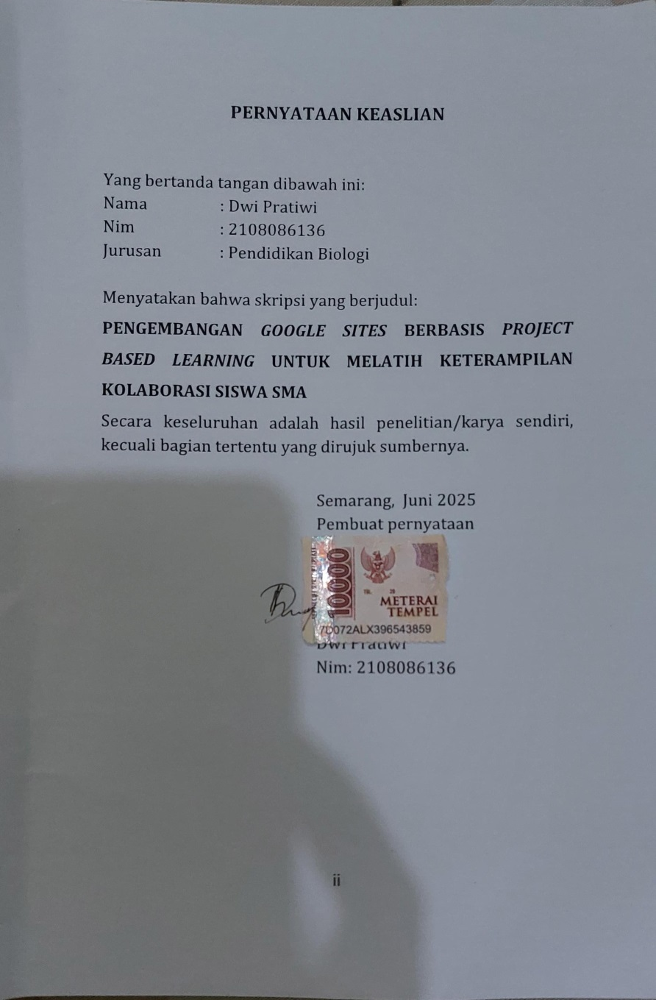 PERNYATAAN KEASLIAN
Yang bertanda tangan dibawah ini:
Nama : Dwi Pratiwi
Nim : 2108086136
Jurusan : Pendidikan Biologi
Menyatakan bahwa skripsi yang berjudul:
PENGEMBANGAN GOOGLE SITES BERBASIS PROJECT
BASED LEARNING UNTUK MELATIH KETERAMPILAN
KOLABORASI SISWA SMA
Secara keseluruhan adalah hasil penelitian/karya sendiri,
kecuali bagian tertentu yang dirujuk sumbernya.
Semarang, Juni 2025
Pembuat pernyataan
10000
TGL. 20
METERAI
TEMPEL
7D072ALX396543859
Dwi Pratiwi
Nim: 2108086136
ii